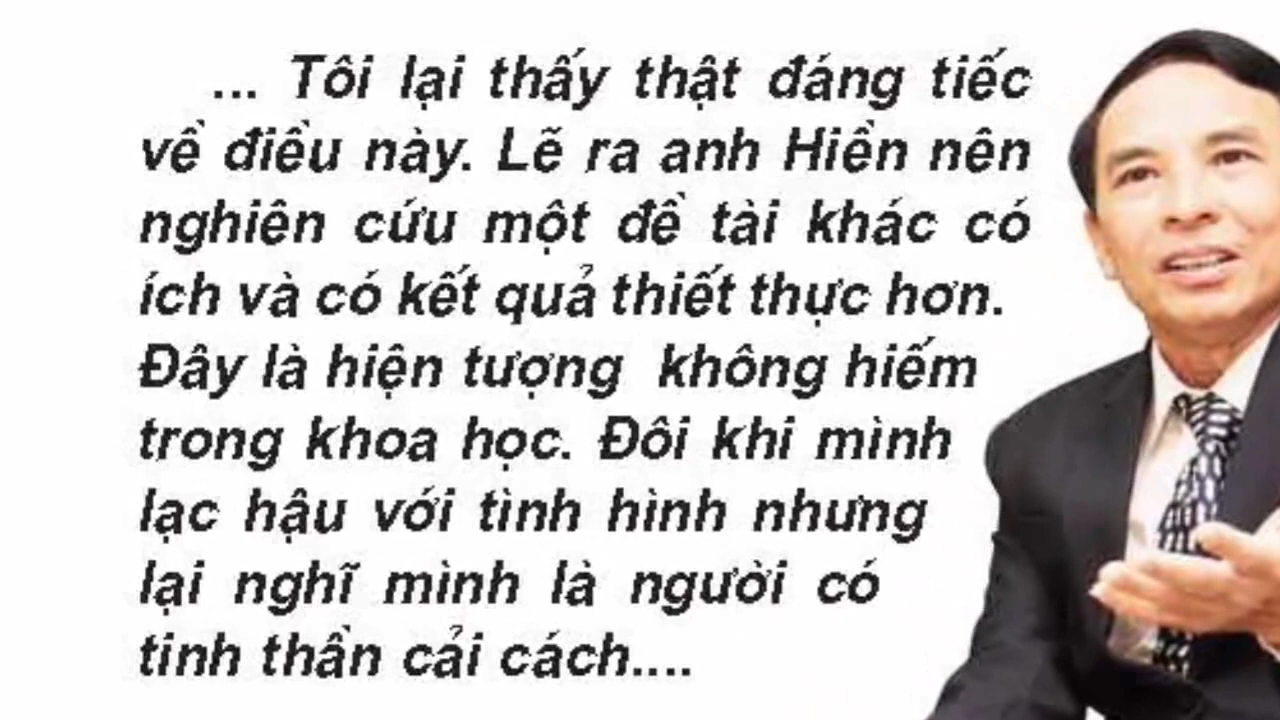 ... Tôi lại thấy thật đáng tiếc
về điều này. Lẽ ra anh Hiền nên
nghiên cứu một đề tài khác có
ích và có kết quả thiết thực hơn.
Đây là hiện tượng không hiếm
trong khoa học. Đôi khi mình
lạc hậu với tình hình nhưng
lại nghĩ mình là người có
tinh thần cải cách....